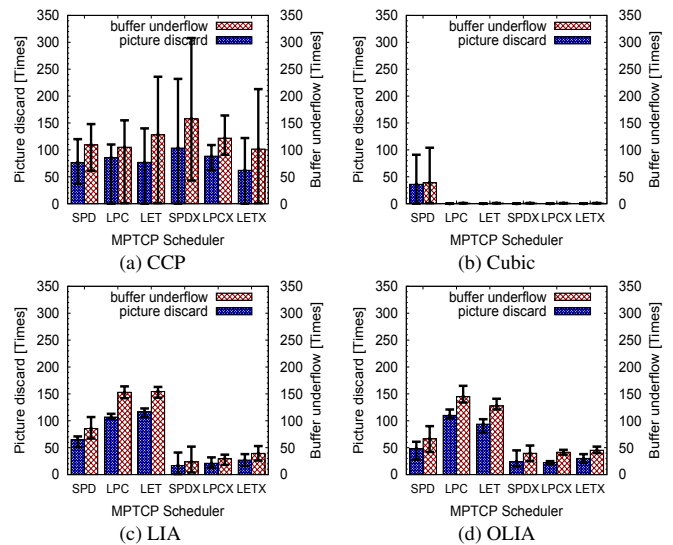 350 350
buffer underflow
300 picture discard 300
250 250
200 200
150 150
100 100
50 50
0 0
Picture discard [Times]
Buffer underflow [Times]
SPD LPC LET SPDX LPCX LETX
MPTCP Scheduler
(a) CCP
350 350
buffer underflow
300 picture discard 300
250 250
200 200
150 150
100 100
50 50
0 0
Picture discard [Times]
Buffer underflow [Times]
SPD LPC LET SPDX LPCX LETX
MPTCP Scheduler
(b) Cubic
350 350
buffer underflow
300 picture discard 300
250 250
200 200
150 150
100 100
50 50
0 0
Picture discard [Times]
Buffer underflow [Times]
SPD LPC LET SPDX LPCX LETX
MPTCP Scheduler
(c) LIA
350 350
buffer underflow
300 picture discard 300
250 250
200 200
150 150
100 100
50 50
0 0
Picture discard [Times]
Buffer underflow [Times]
SPD LPC LET SPDX LPCX LETX
MPTCP Scheduler
(d) OLIA